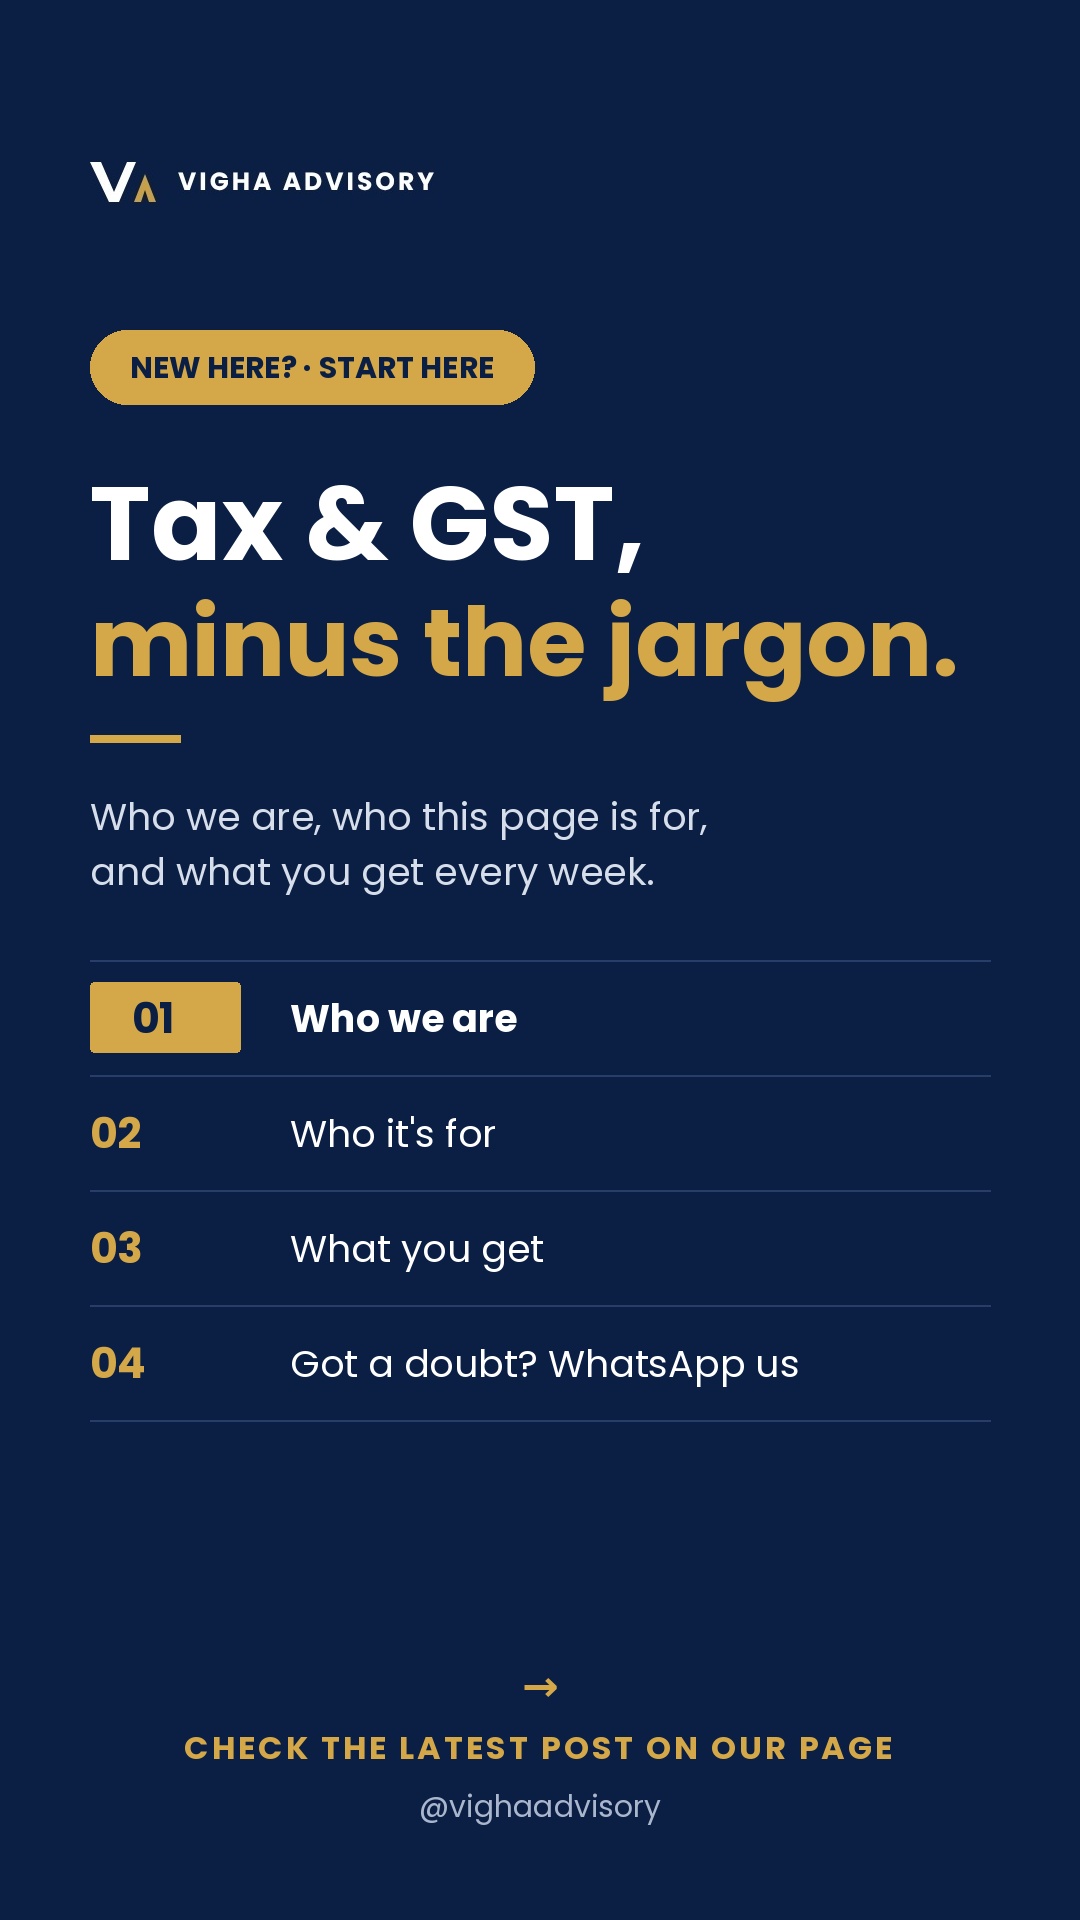 VIGHA ADVISORY
NEW HERE? · START HERE
Tax & GST,
minus the jargon.
Who we are, who this page is for,
and what you get every week.
01 Who we are
02 Who it's for
03 What you get
04 Got a doubt? WhatsApp us
→
CHECK THE LATEST POST ON OUR PAGE
@vighaadvisory